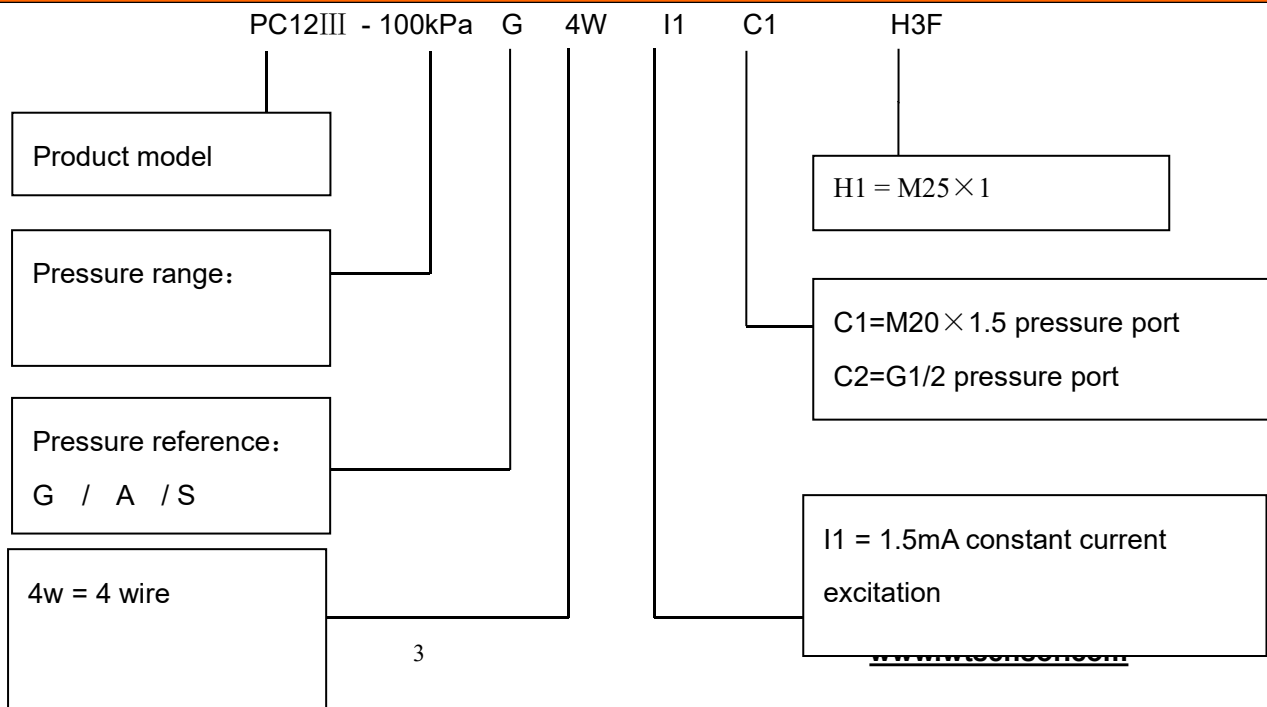 PC12Ⅲ - 100kPa G 4W I1 C1 H3F
Product model
H1 = M25×1
Pressure range：
C1=M20×1.5 pressure port
C2=G1/2 pressure port
Pressure reference：
G / A / S
I1 = 1.5mA constant current
excitation
4w = 4 wire
3